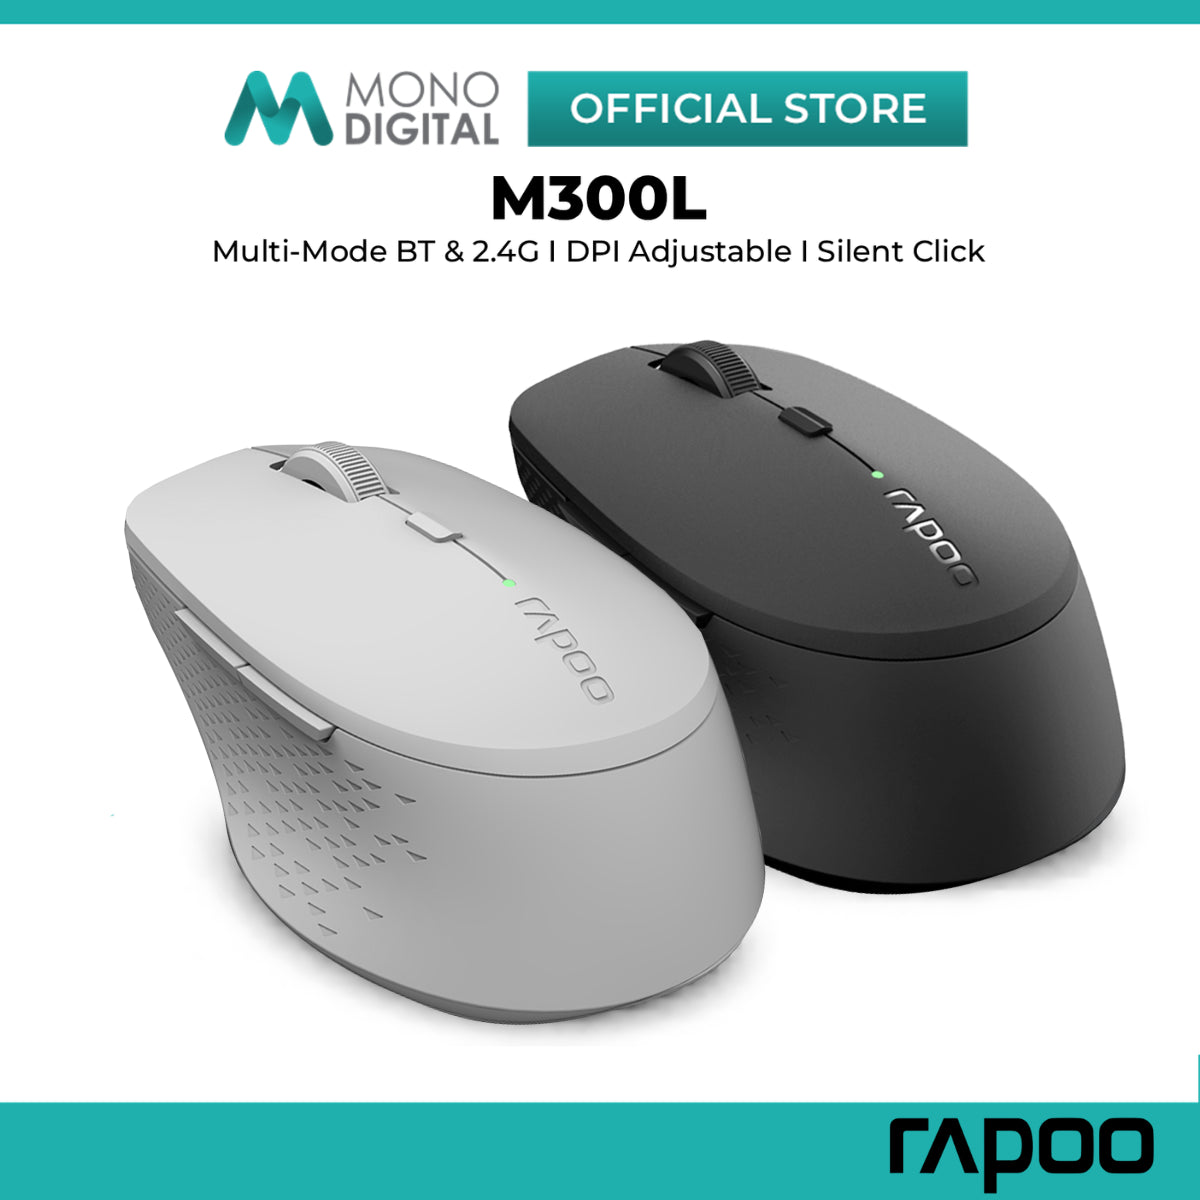 MONO
DIGITAL
OFFICIAL STORE
M300L
Multi-Mode BT & 2.4G I DPI Adjustable I Silent Click
rapoo
rapoo
rapoo